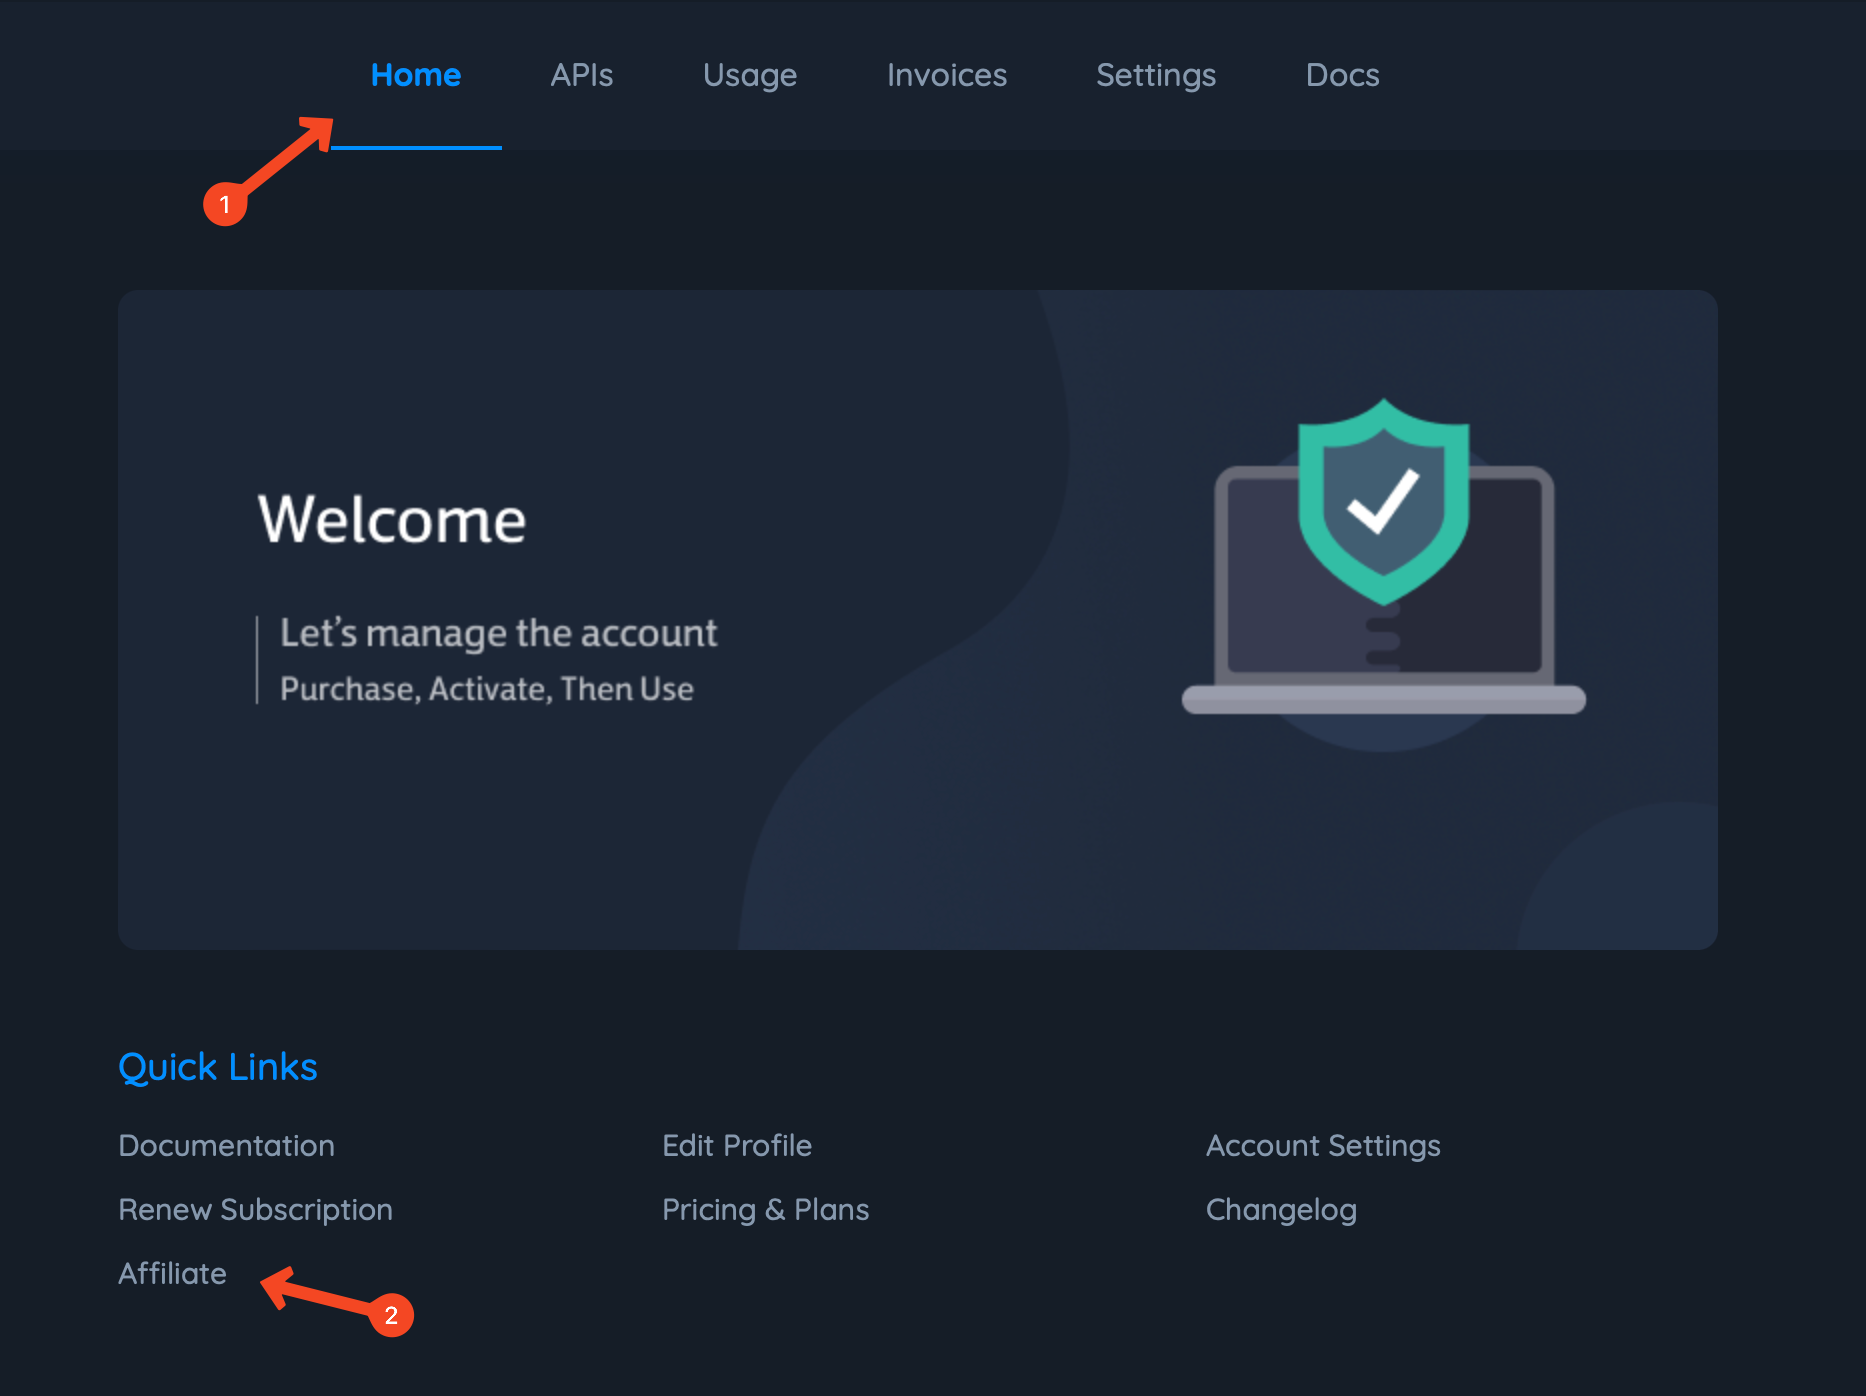 Home APIs Usage Invoices Settings Docs
1
Welcome
Let's manage the account
Purchase, Activate, Then Use
Quick Links
Documentation Edit Profile Account Settings
Renew Subscription Pricing & Plans Changelog
Affiliate
2